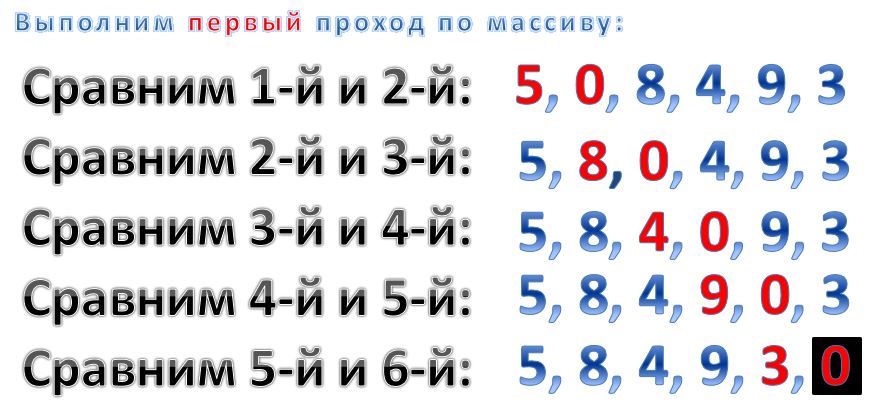 Выполним первый проход по массиву:
Сравним 1-й и 2-й: 5, 0, 8, 4, 9, 3
Сравним 2-й и 3-й: 5, 8, 0, 4, 9, 3
Сравним 3-й и 4-й: 5, 8, 4, 0, 9, 3
Сравним 4-й и 5-й: 5, 8, 4, 9, 0, 3
Сравним 5-й и 6-й: 5, 8, 4, 9, 3, 0